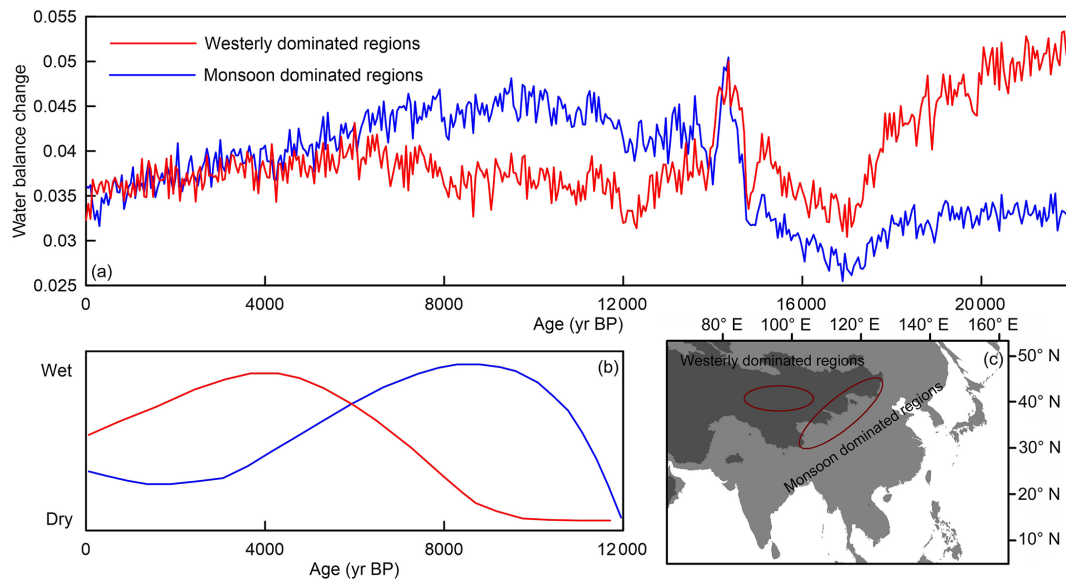 0.055
0.05
0.045
0.04
0.035
0.03
0.025
Water balance change
Westerly dominated regions
Monsoon dominated regions
(a)
0 4000 8000 12000 16000 20000
Age (yr BP)
Wet
Dry
(b)
0 4000 8000 12000
Age (yr BP)
80° E 100° E 120° E 140° E 160° E
Westerly dominated regions
(c)
Monsoon dominated regions
50° N
40° N
30° N
20° N
10° N